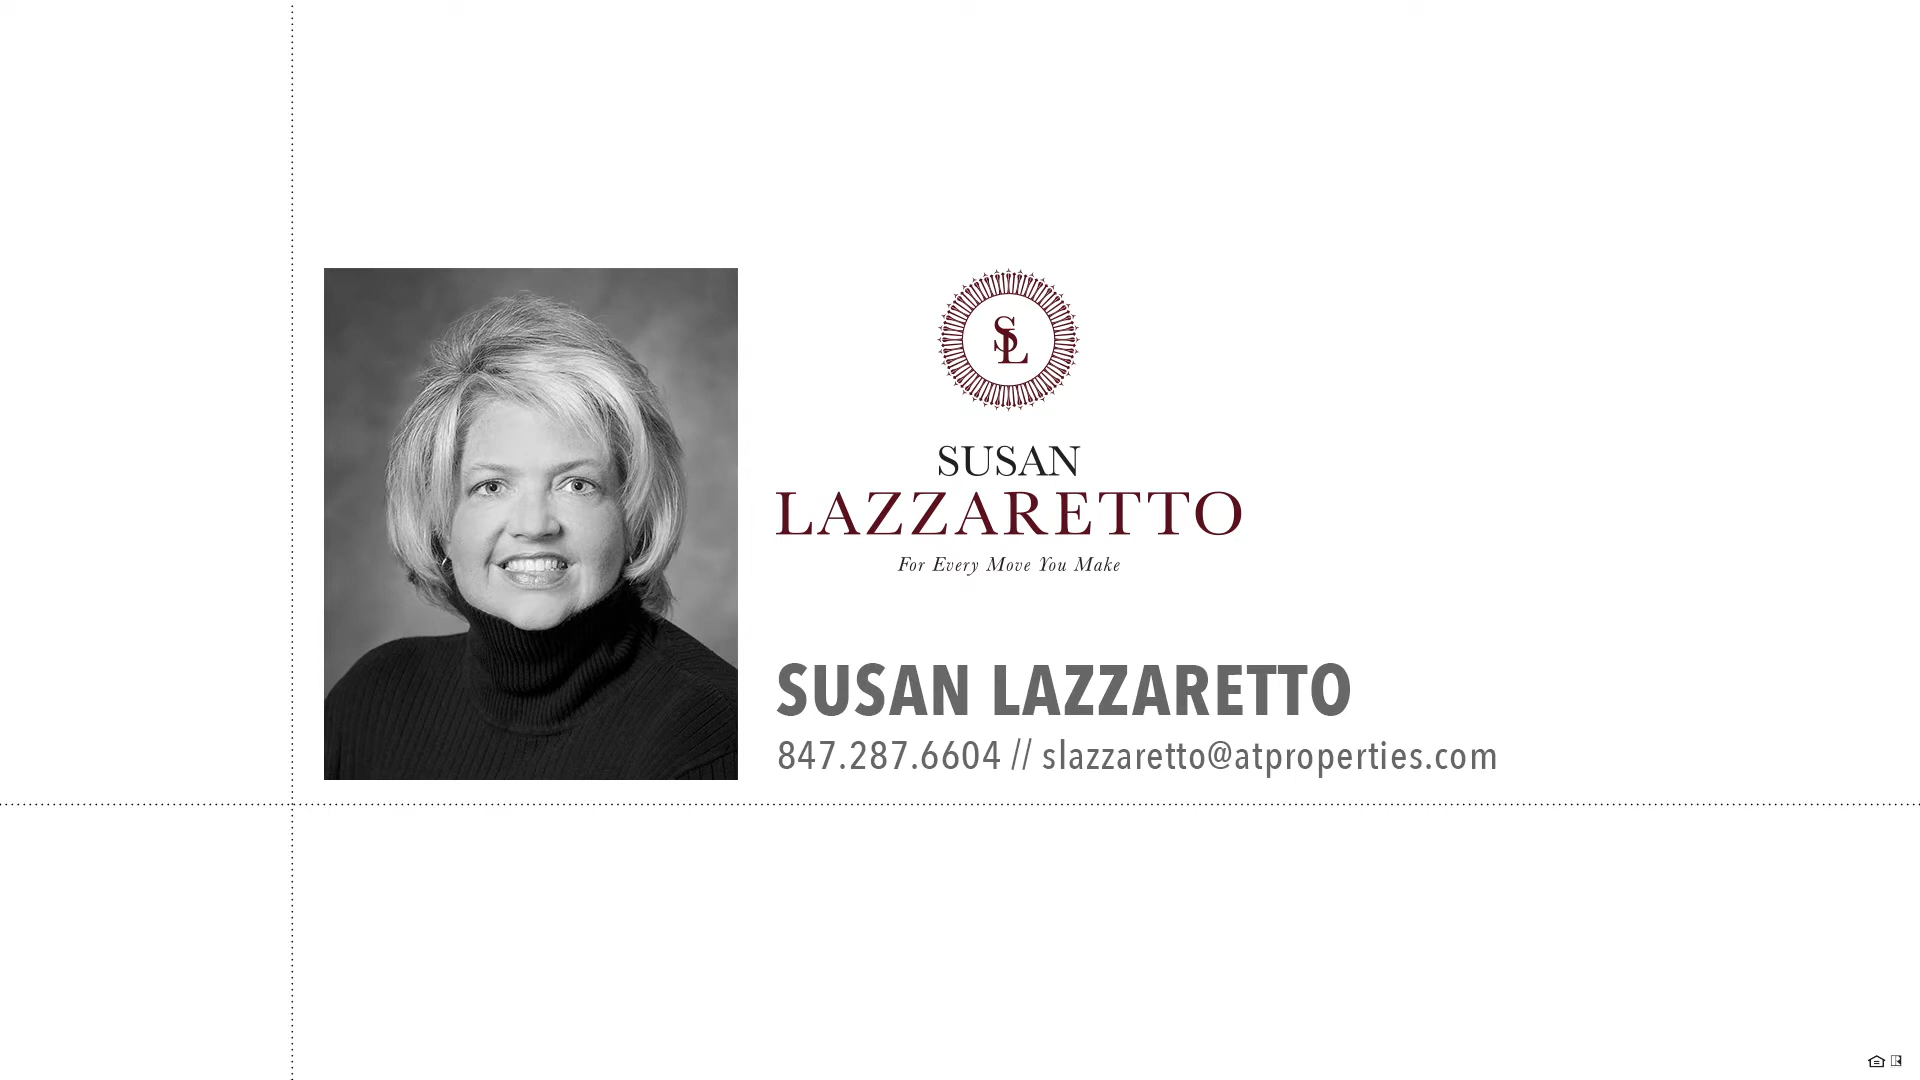 SL
SUSAN
LAZZARETTO
For Every Move You Make
SUSAN LAZZARETTO
847.287.6604 // slazzaretto@atproperties.com